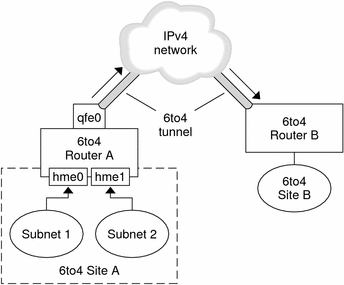 IPv4
network
qfe0
6to4
tunnel
6to4
Router A
hme0
hme1
6to4
Router B
6to4
Site B
Subnet 1
Subnet 2
6to4 Site A